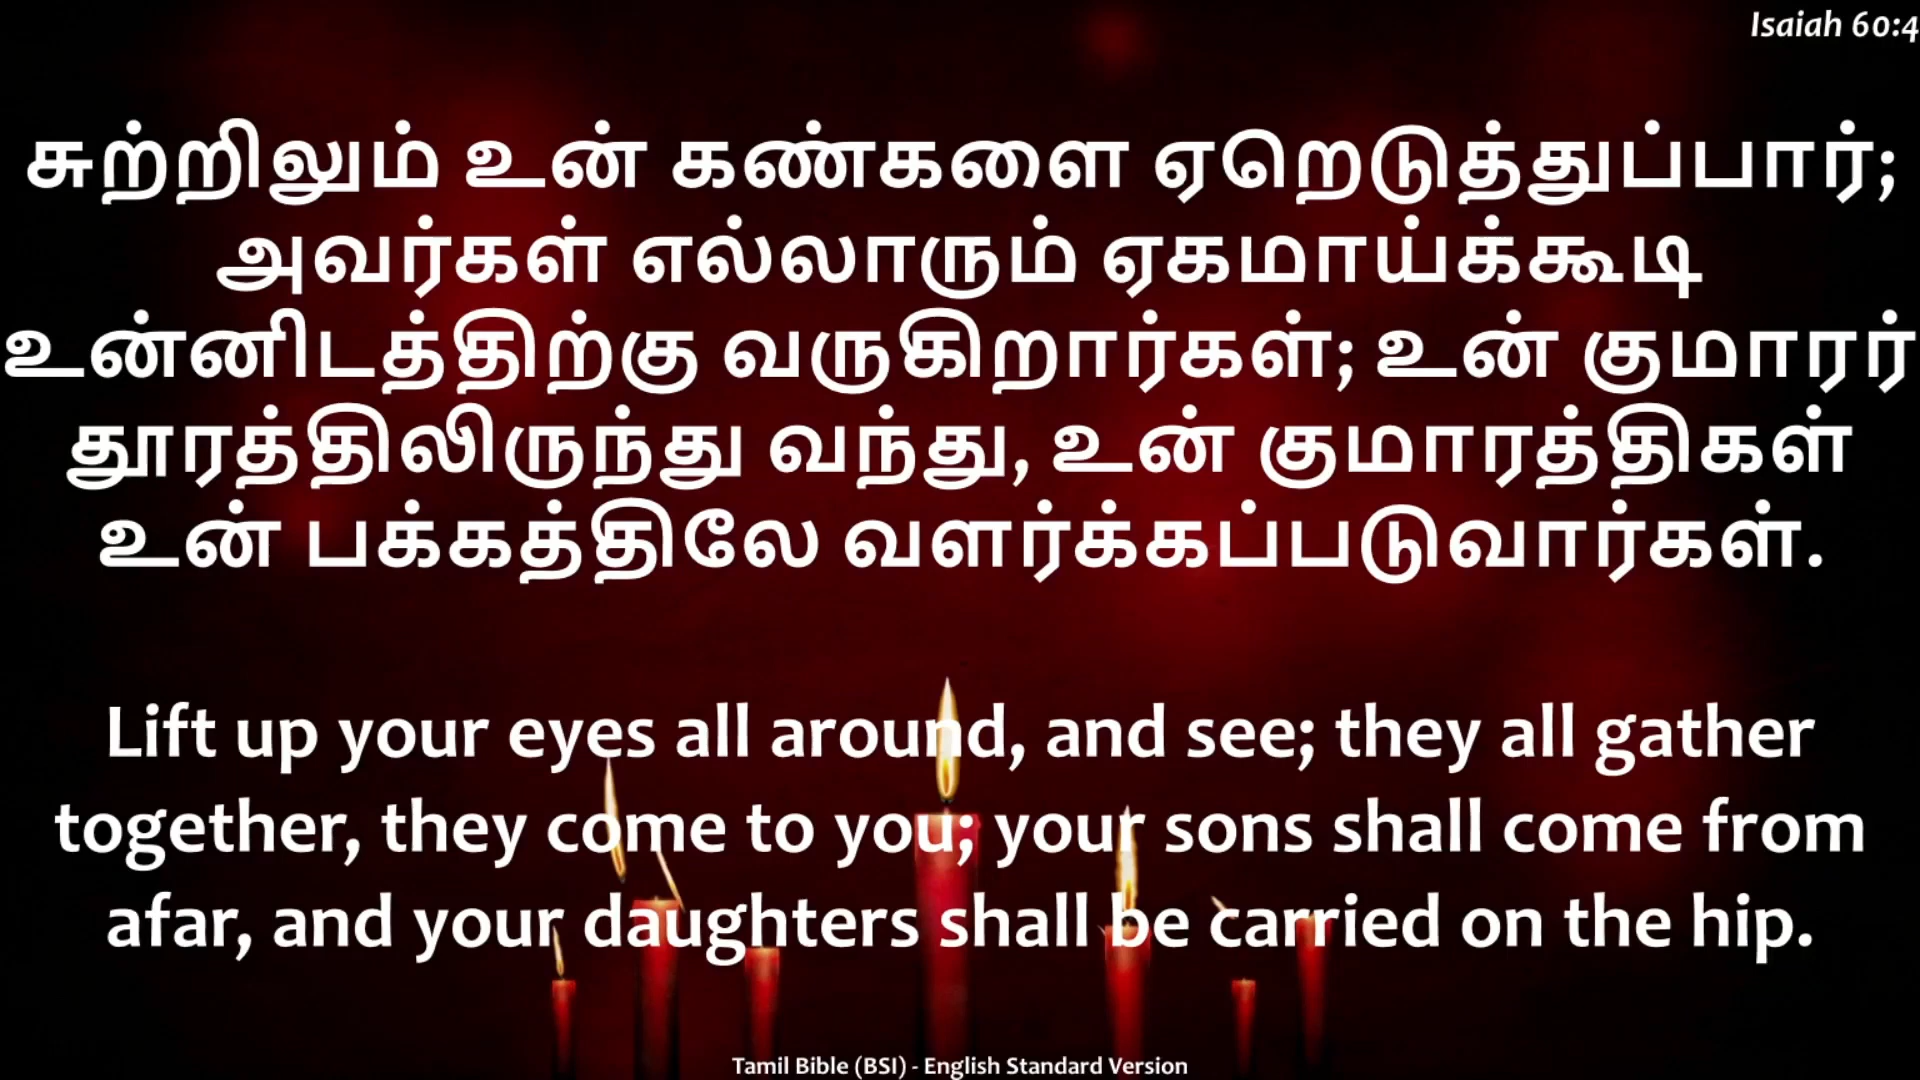 Isaiah 60:4
சுற்றிலும் உன் கண்களை ஏறெடுத்துப்பார்;
அவர்கள் எல்லாரும் ஏகமாய்க்கூடி
உன்னிடத்திற்கு வருகிறார்கள்; உன் குமாரர்
தூரத்திலிருந்து வந்து, உன் குமாரத்திகள்
உன் பக்கத்திலே வளர்க்கப்படுவார்கள்.
Lift up your eyes all around, and see; they all gather
together, they come to you; your sons shall come from
afar, and your daughters shall be carried on the hip.
Tamil Bible (BSI) - English Standard Version